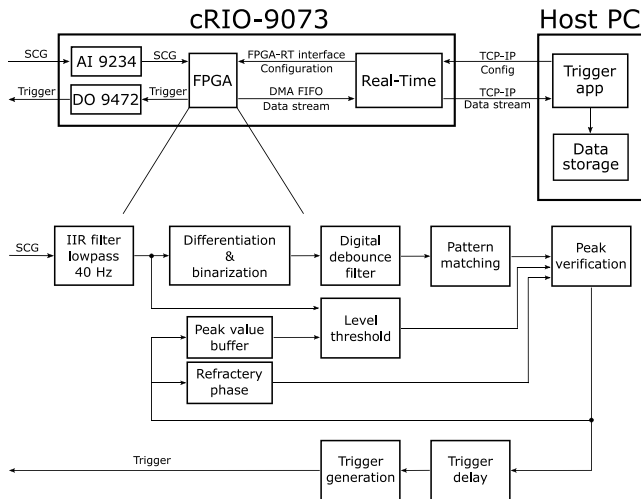 cRIO-9073
Host PC
SCG
AI 9234
SCG
FPGA-RT interface
Configuration
TCP-IP
Config
FPGA
Real-Time
Trigger
app
Trigger
DO 9472
Trigger
DMA FIFO
Data stream
TCP-IP
Data stream
Data
storage
SCG
IIR filter
lowpass
40 Hz
Differentiation
&
binarization
Digital
debounce
filter
Pattern
matching
Peak
verification
Peak value
buffer
Level
threshold
Refractery
phase
Trigger
Trigger
generation
Trigger
delay